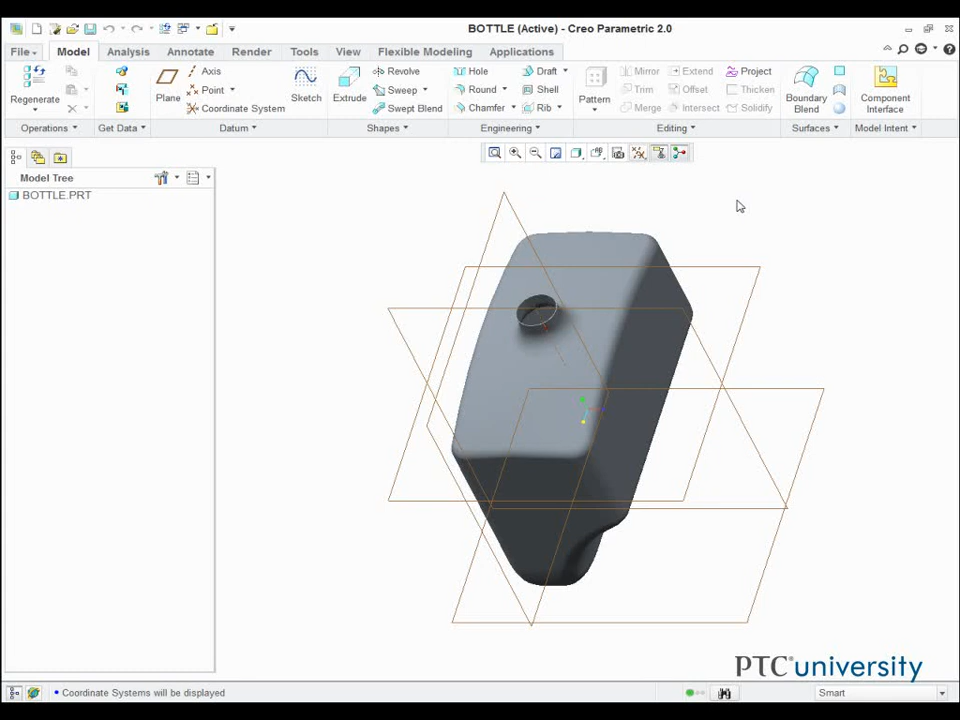 BOTTLE (Active) - Creo Parametric 2.0
File Model Analysis Annotate Render Tools View Flexible Modeling Applications
Regenerate
Plane
Axis
Point
Coordinate System
Sketch
Extrude
Revolve
Sweep
Swept Blend
Hole
Round
Chamfer
Draft
Shell
Rib
Pattern
Mirror
Trim
Merge
Extend
Offset
Intersect
Project
Thicken
Solidify
Boundary
Blend
Component
Interface
Operations Get Data Datum Shapes Engineering Editing Surfaces Model Intent
Model Tree
BOTTLE.PRT
PTC university
Coordinate Systems will be displayed
Smart